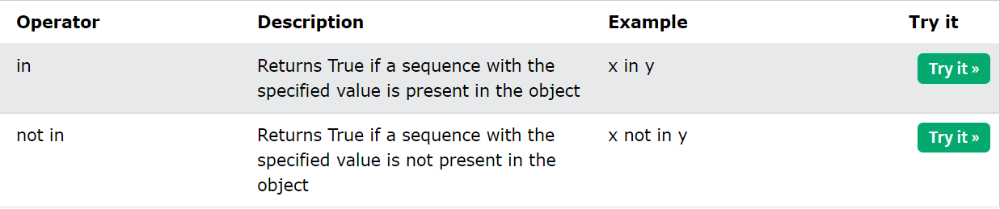 Operator Description Example Try it
in Returns True if a sequence with the x in y Try it »
specified value is present in the object
not in Returns True if a sequence with the x not in y Try it »
specified value is not present in the
object